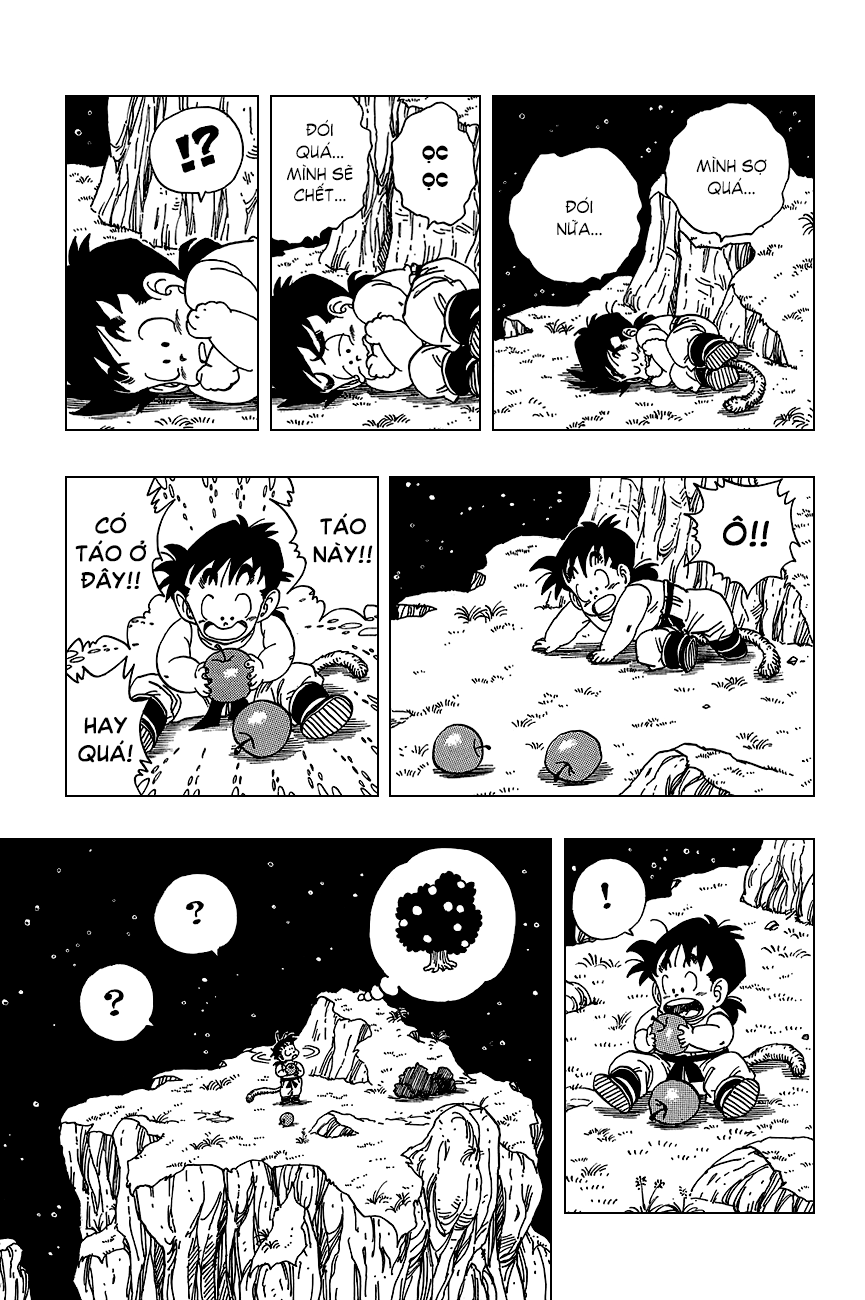 MÌNH SỢ
QUÁ...
ĐÓI
NỮA...
ỌC
ỌC
ĐÓI
QUÁ...
MÌNH SẼ
CHẾT...
!?
Ô!!
TÁO
NÀY!!
CÓ
TÁO Ở
ĐÂY!!
HAY
QUÁ!
!
?
?